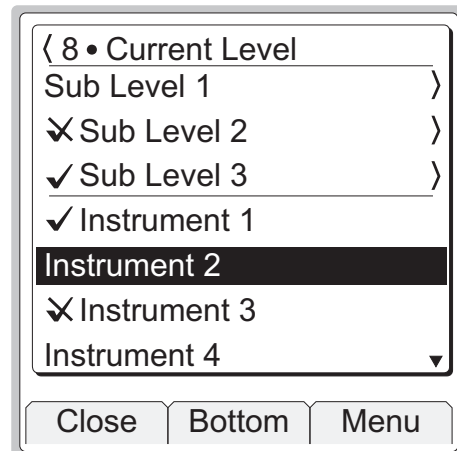 ⟨ 8 • Current Level
Sub Level 1 ⟩
Sub Level 2 ⟩
✓ Sub Level 3 ⟩
✓ Instrument 1
Instrument 2
Instrument 3
Instrument 4 ▼
Close Bottom Menu